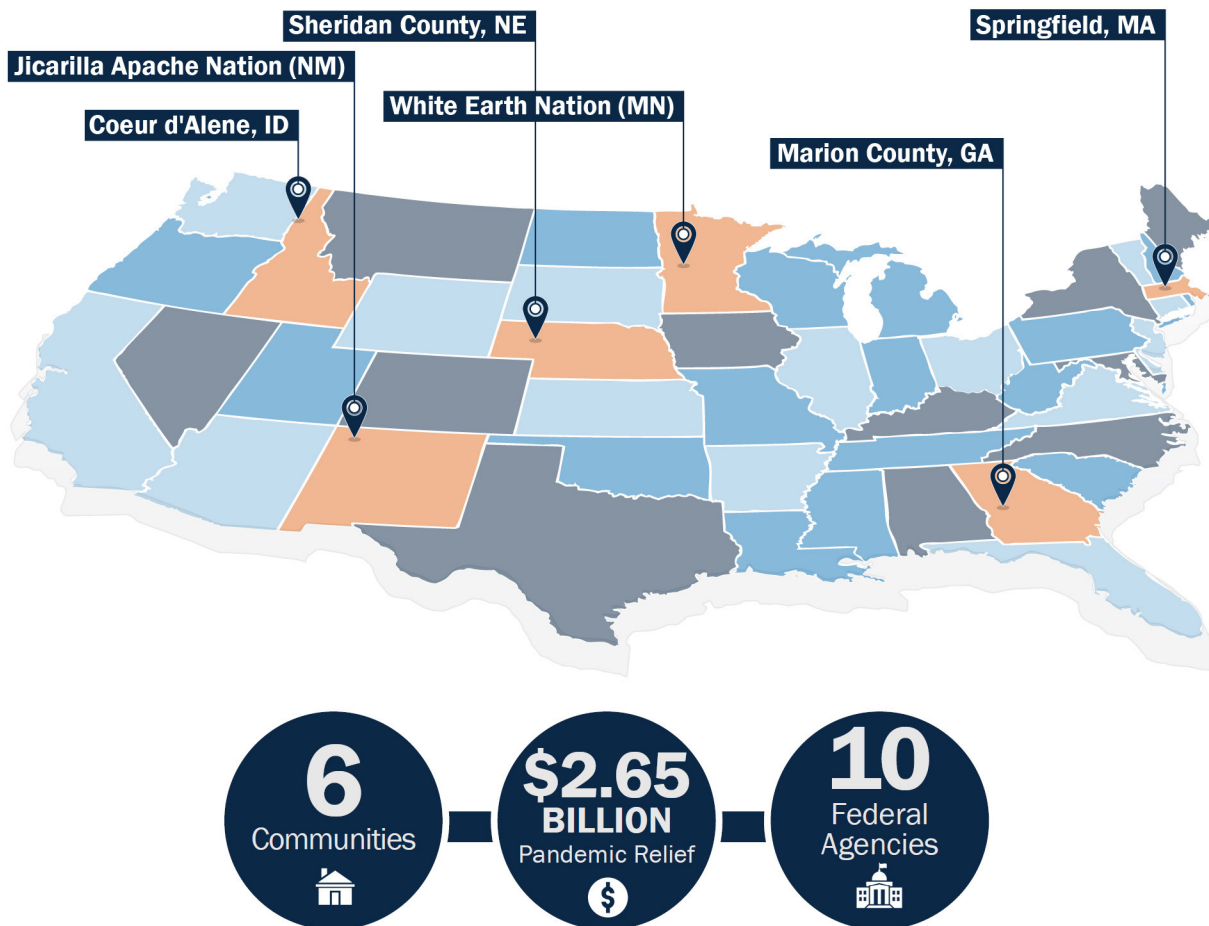 Sheridan County, NE
Springfield, MA
Jicarilla Apache Nation (NM)
White Earth Nation (MN)
Coeur d'Alene, ID
Marion County, GA
6
Communities
$2.65
BILLION
Pandemic Relief
$
10
Federal
Agencies